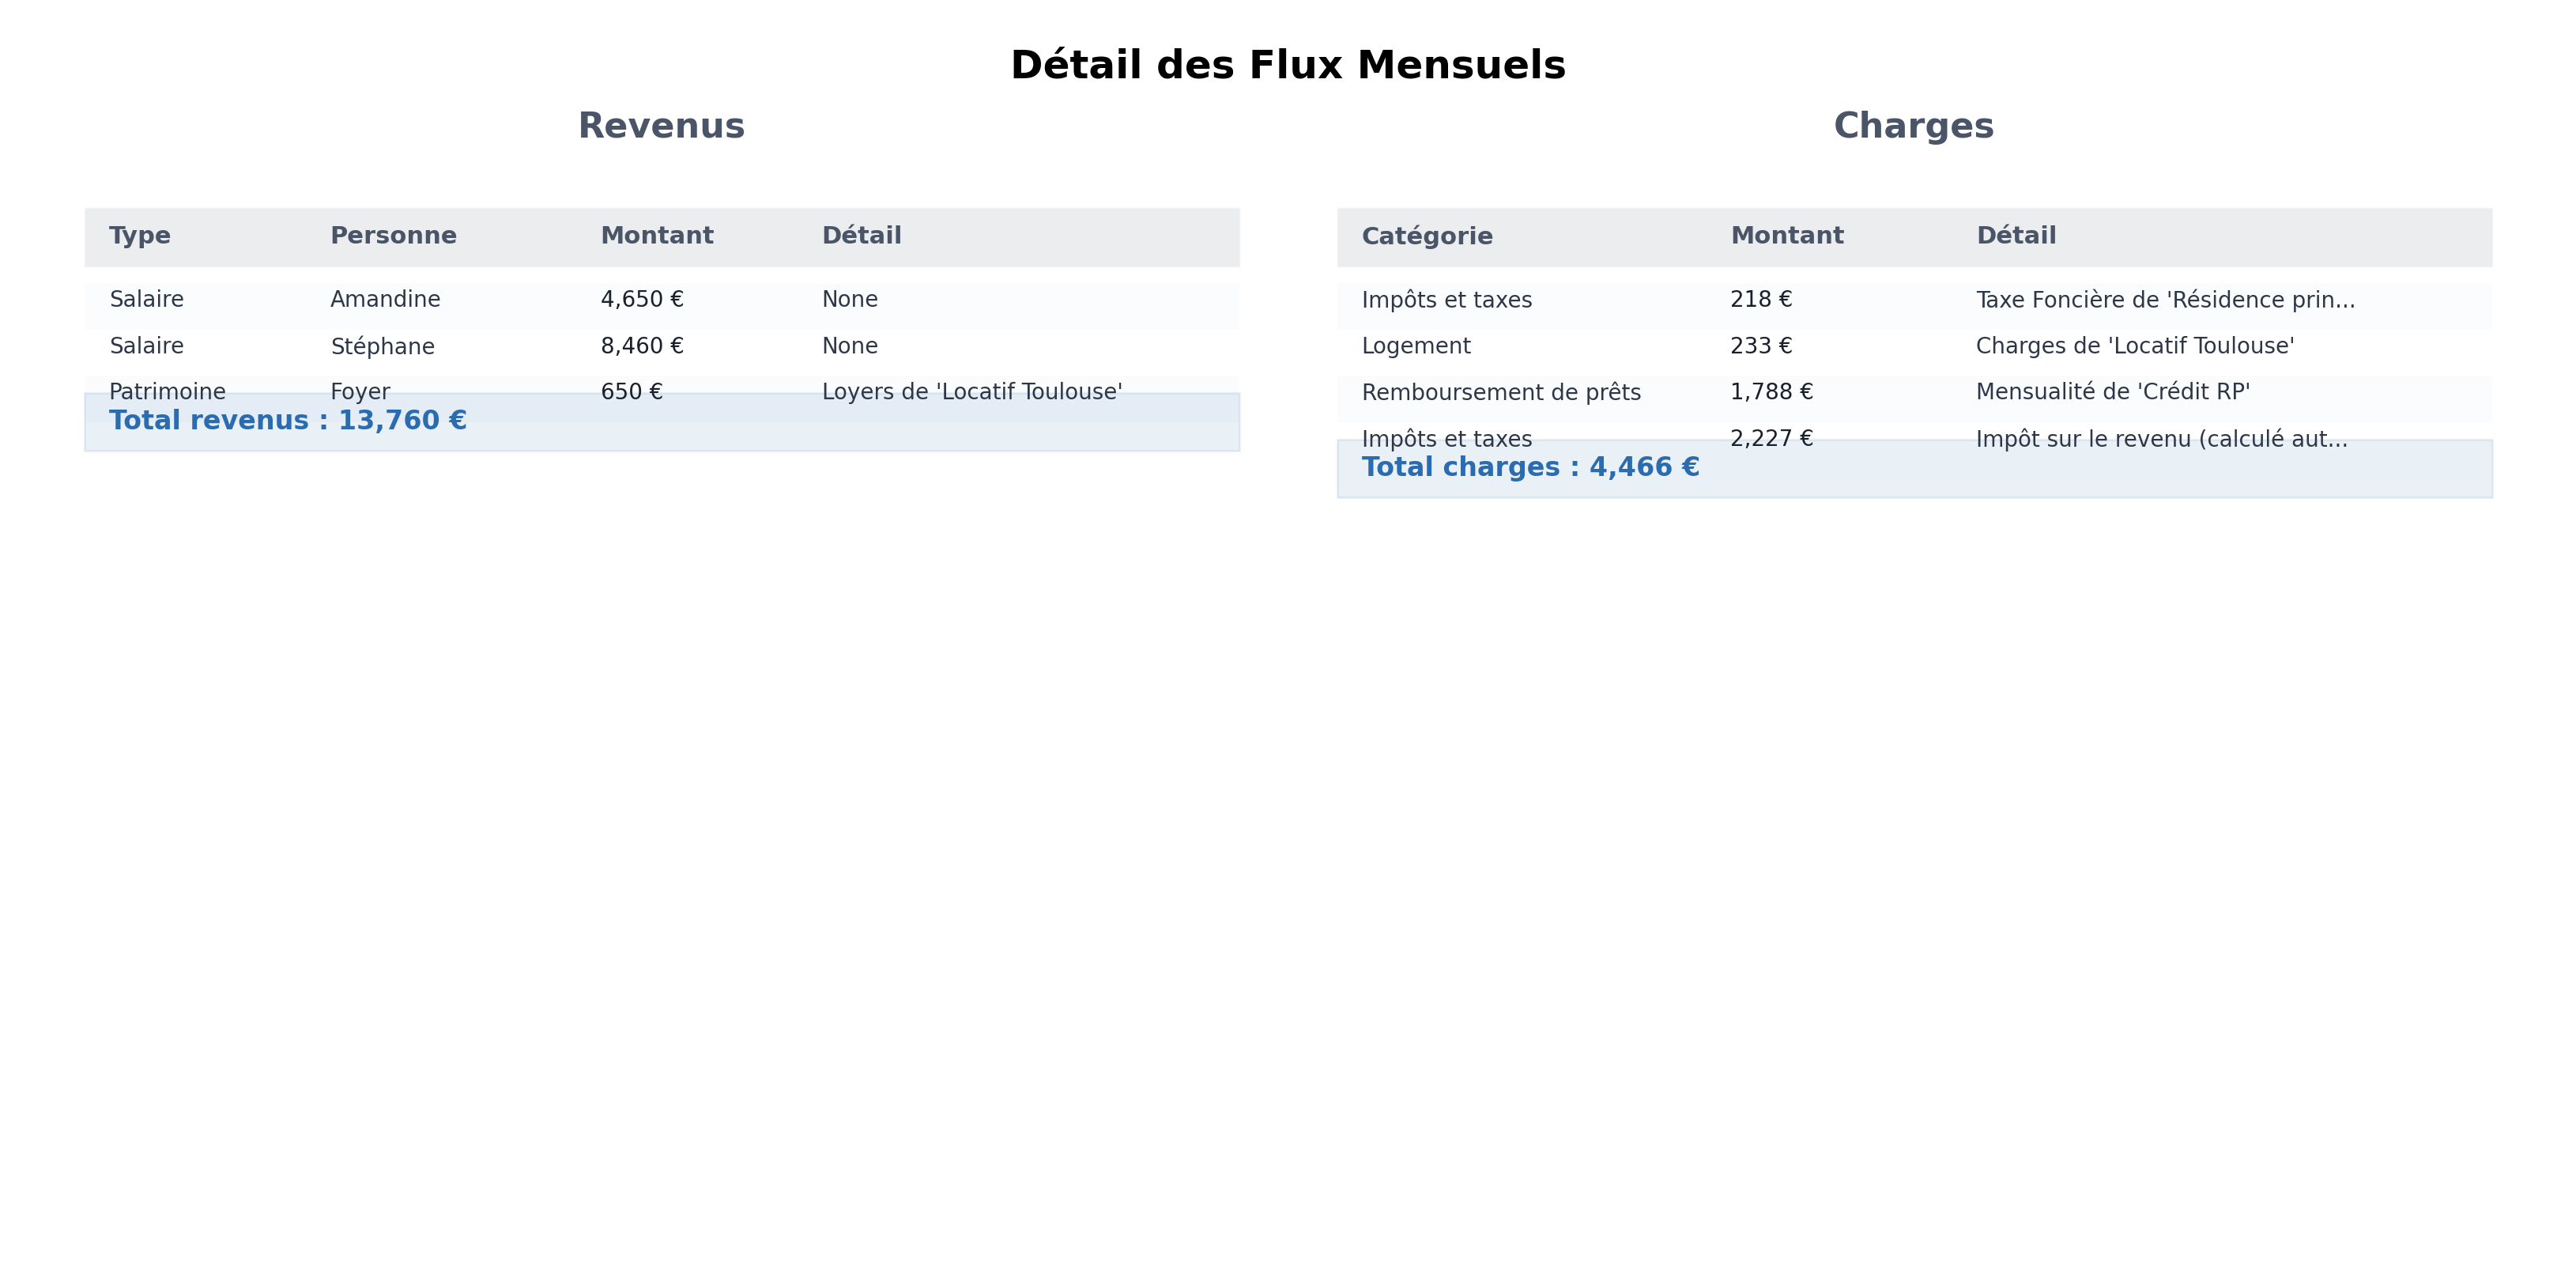 Détail des Flux Mensuels
Revenus
Type Personne Montant Détail
Salaire Amandine 4,650 € None
Salaire Stéphane 8,460 € None
Patrimoine Foyer 650 € Loyers de 'Locatif Toulouse'
Total revenus : 13,760 €
Charges
Catégorie Montant Détail
Impôts et taxes 218 € Taxe Foncière de 'Résidence prin...
Logement 233 € Charges de 'Locatif Toulouse'
Remboursement de prêts 1,788 € Mensualité de 'Crédit RP'
Impôts et taxes 2,227 € Impôt sur le revenu (calculé aut...
Total charges : 4,466 €